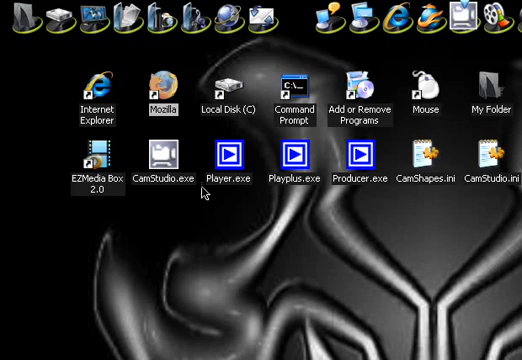 Internet
Explorer
Mozilla
Local Disk (C)
Command
Prompt
Add or Remove
Programs
Mouse
My Folder
EZMedia Box
2.0
CamStudio.exe
Player.exe
Playplus.exe
Producer.exe
CamShapes.ini
CamStudio.ini
C:\_